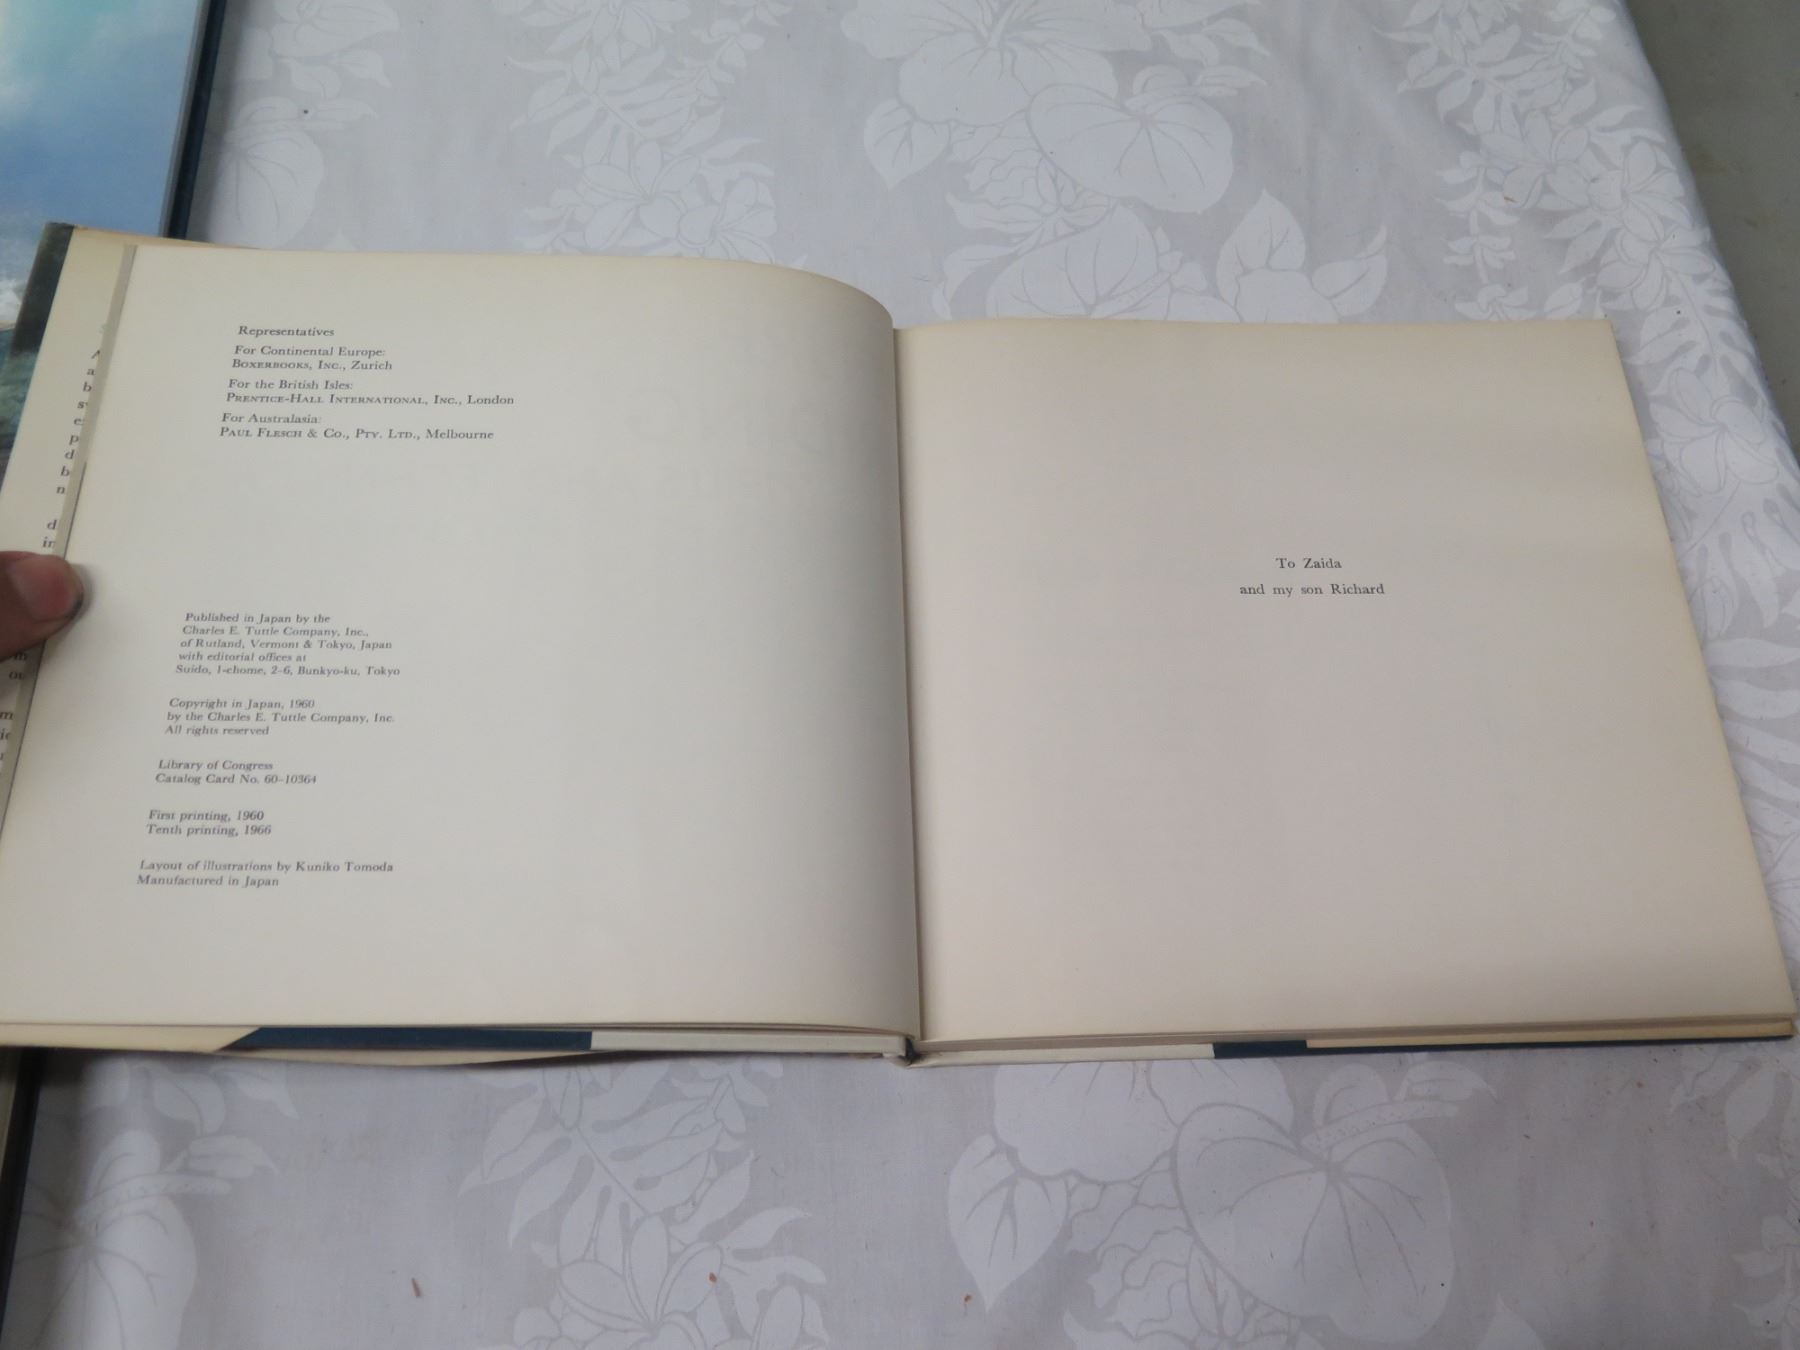 Representatives
For Continental Europe:
BOXERBOOKS, INC., Zurich
For the British Isles:
PRENTICE-HALL INTERNATIONAL, INC., London
For Australasia:
PAUL FLESCH & CO., PTY. LTD., Melbourne
Published in Japan by the
Charles E. Tuttle Company, Inc.,
of Rutland, Vermont & Tokyo, Japan
with editorial offices at
Suido, 1-chome, 2-6, Bunkyo-ku, Tokyo
Copyright in Japan, 1960
by the Charles E. Tuttle Company, Inc.
All rights reserved
Library of Congress
Catalog Card No. 60-10364
First printing, 1960
Tenth printing, 1966
Layout of illustrations by Kuniko Tomoda
Manufactured in Japan
To Zaida
and my son Richard